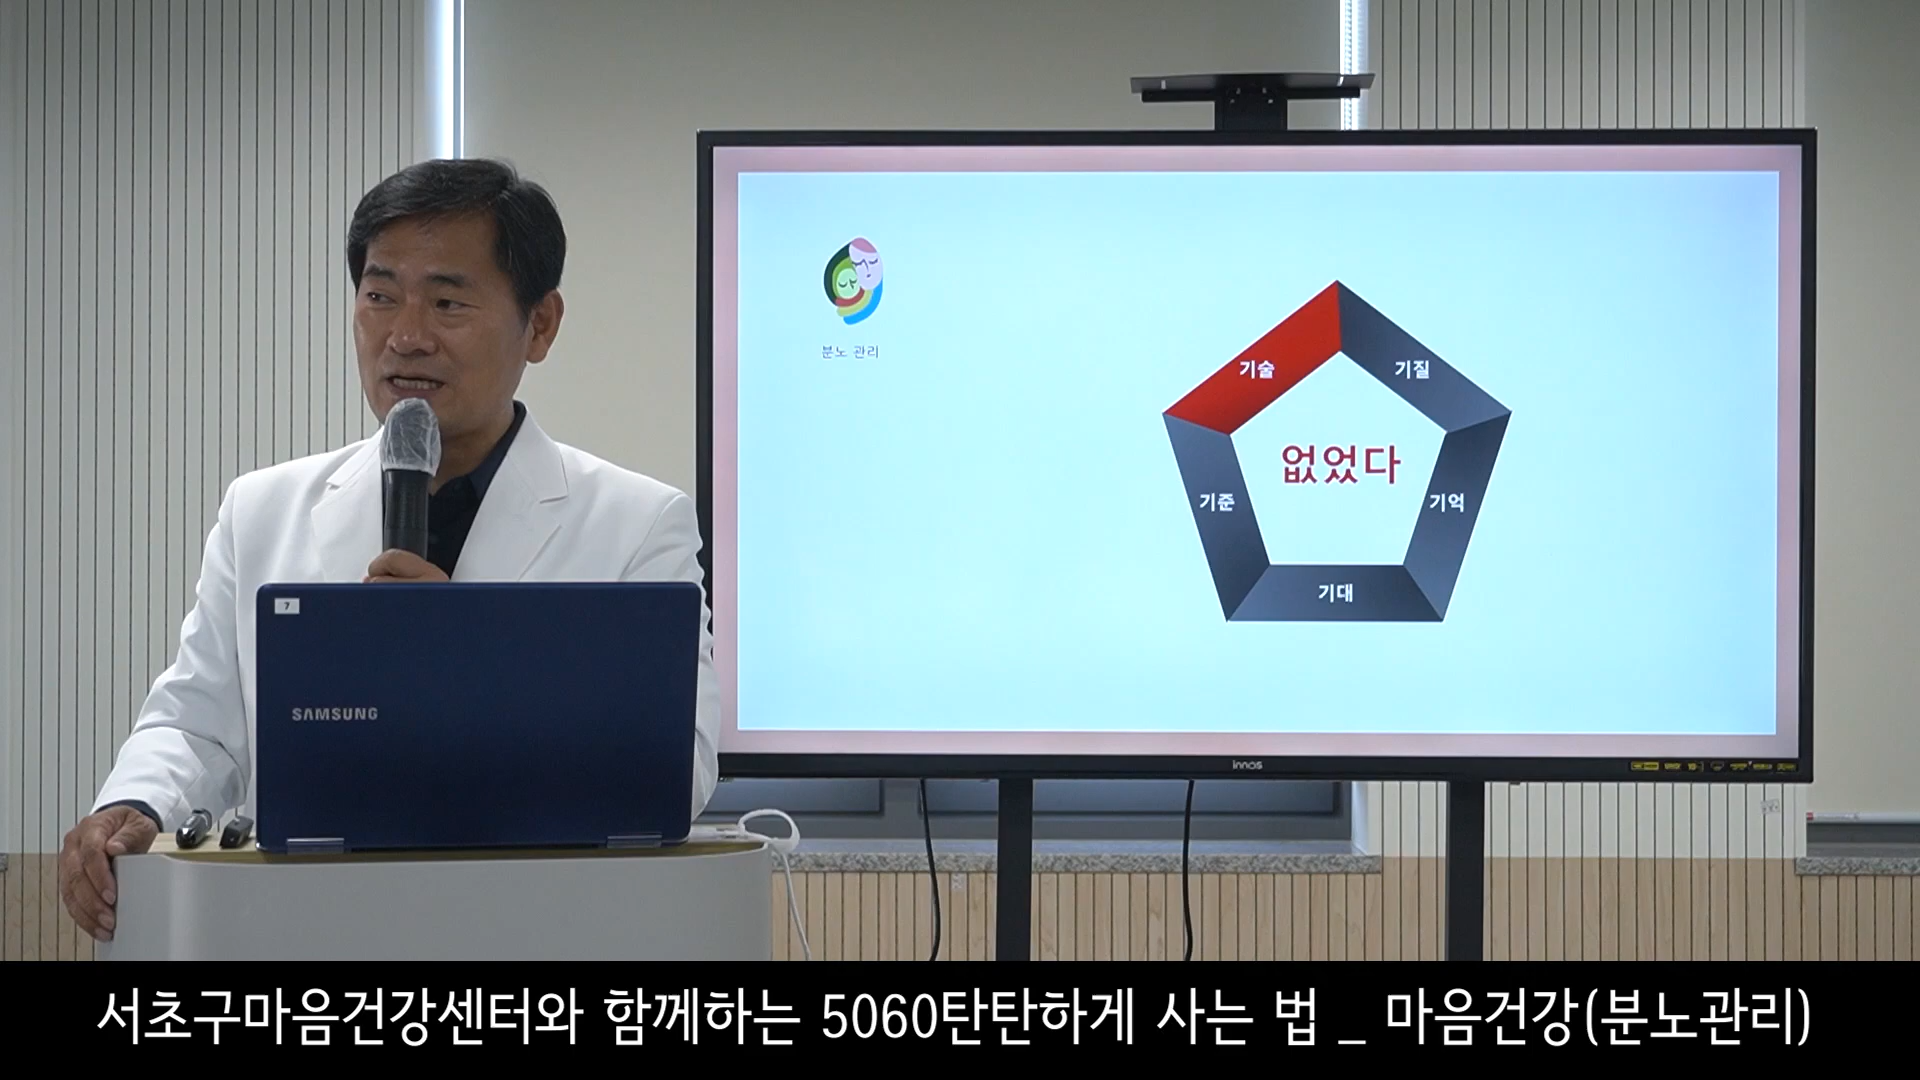 분노 관리
기술
기질
없었다
기준
기억
기대
7
SAMSUNG
innos
서초구마음건강센터와 함께하는 5060탄탄하게 사는 법 _ 마음건강(분노관리)